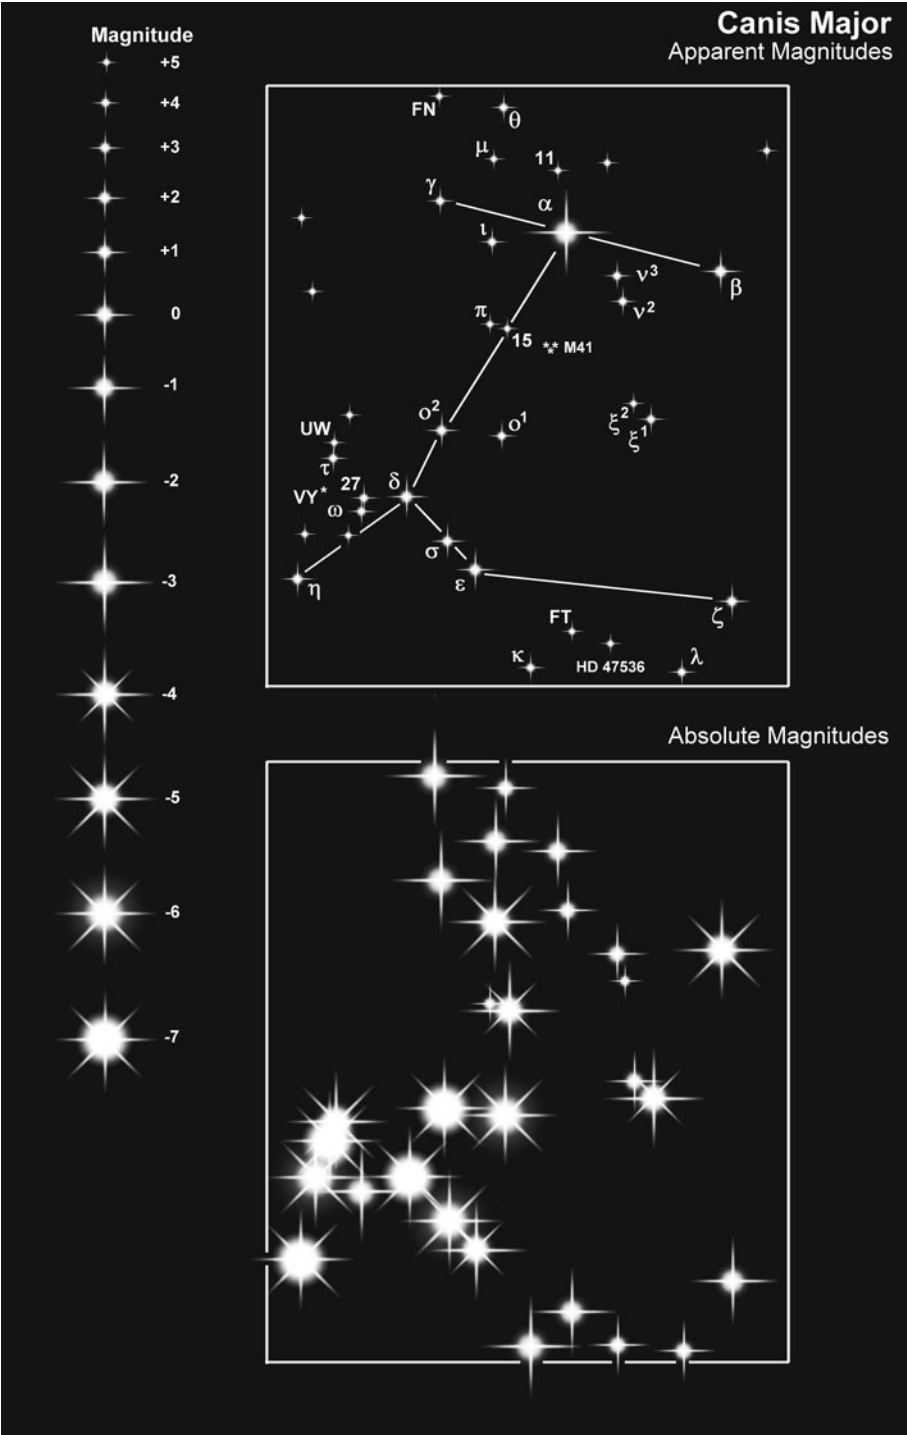 Canis Major
Apparent Magnitudes
Magnitude
+5
+4
+3
+2
+1
0
-1
-2
-3
-4
-5
-6
-7
FN
θ
μ
11
γ
α
ι
ν³
β
ν²
π
15
M41
ο²
ο¹
ξ²
ξ¹
UW
τ
δ
27
VY*
ω
σ
η
ε
ζ
FT
κ
HD 47536
λ
Absolute Magnitudes